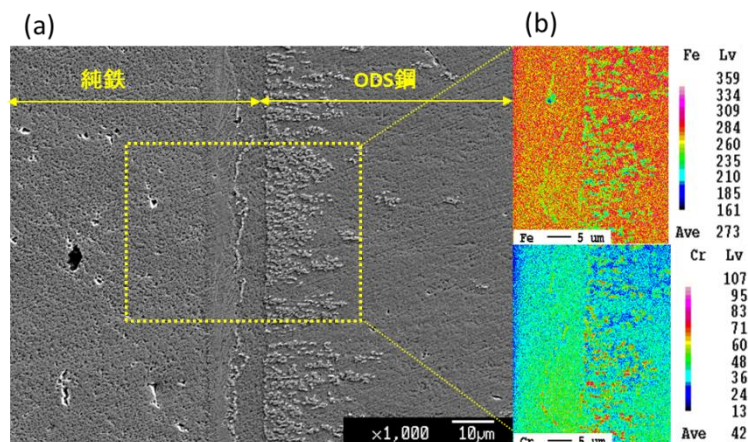 (a)
(b)
純鉄
ODS鋼
×1,000
10μm
Fe Lv
359
334
309
284
260
235
210
185
161
Ave 273
Fe 5 um
Cr Lv
107
95
83
71
60
48
36
24
13
Ave 42
Cr 5 um